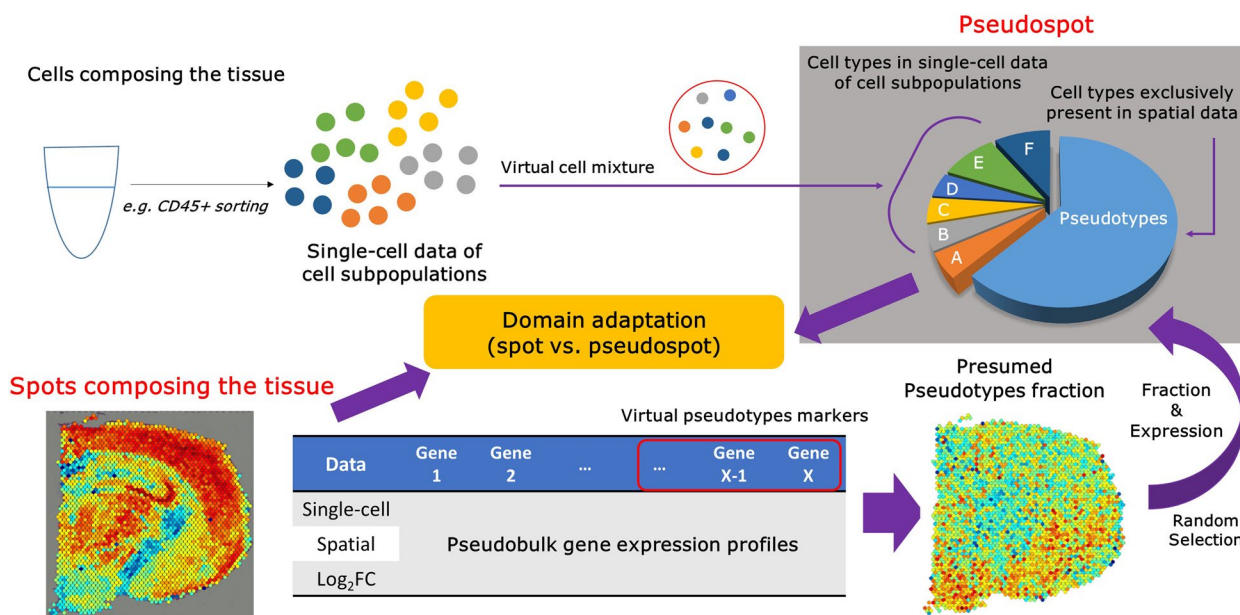 Pseudospot
Cells composing the tissue
Cell types in single-cell data
of cell subpopulations
Cell types exclusively
present in spatial data
e.g. CD45+ sorting
Virtual cell mixture
Single-cell data of
cell subpopulations
F
E
D
C
B
A
Pseudotypes
Domain adaptation
(spot vs. pseudospot)
Spots composing the tissue
Presumed
Pseudotypes fraction
Fraction
&
Expression
Random
Selection
Virtual pseudotypes markers
Data Gene 1 Gene 2 ... ... Gene X-1 Gene X
Single-cell
Spatial
Log₂FC
Pseudobulk gene expression profiles